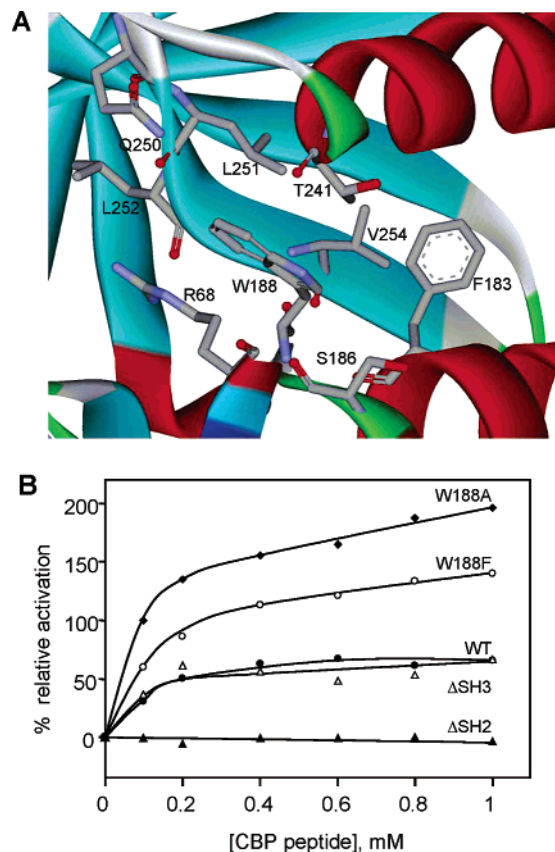 A
Q250
L251
T241
L252
V254
W188
F183
R68
S186
B
W188A
W188F
WT
ΔSH3
ΔSH2
% relative activation
200
150
100
50
0
0 0.2 0.4 0.6 0.8 1
[CBP peptide], mM